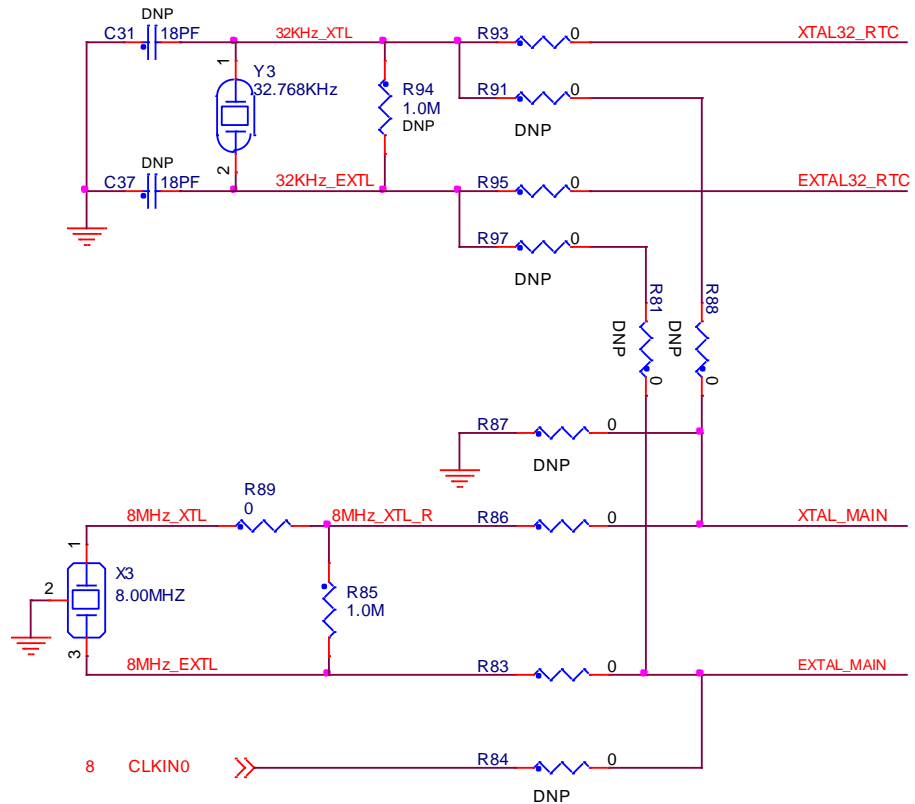 DNP
C31 18PF 32KHz_XTL R93 0 XTAL32_RTC
1
Y3
32.768KHz
R94
1.0M
DNP
R91 0
DNP
2
DNP
C37 18PF 32KHz_EXTL R95 0 EXTAL32_RTC
R97 0
DNP
R81
DNP
0
R88
DNP
0
R87 0
DNP
R89
0
8MHz_XTL 8MHz_XTL_R R86 0 XTAL_MAIN
1
2
X3
8.00MHZ
R85
1.0M
3
8MHz_EXTL R83 0 EXTAL_MAIN
8 CLKIN0 R84 0
DNP